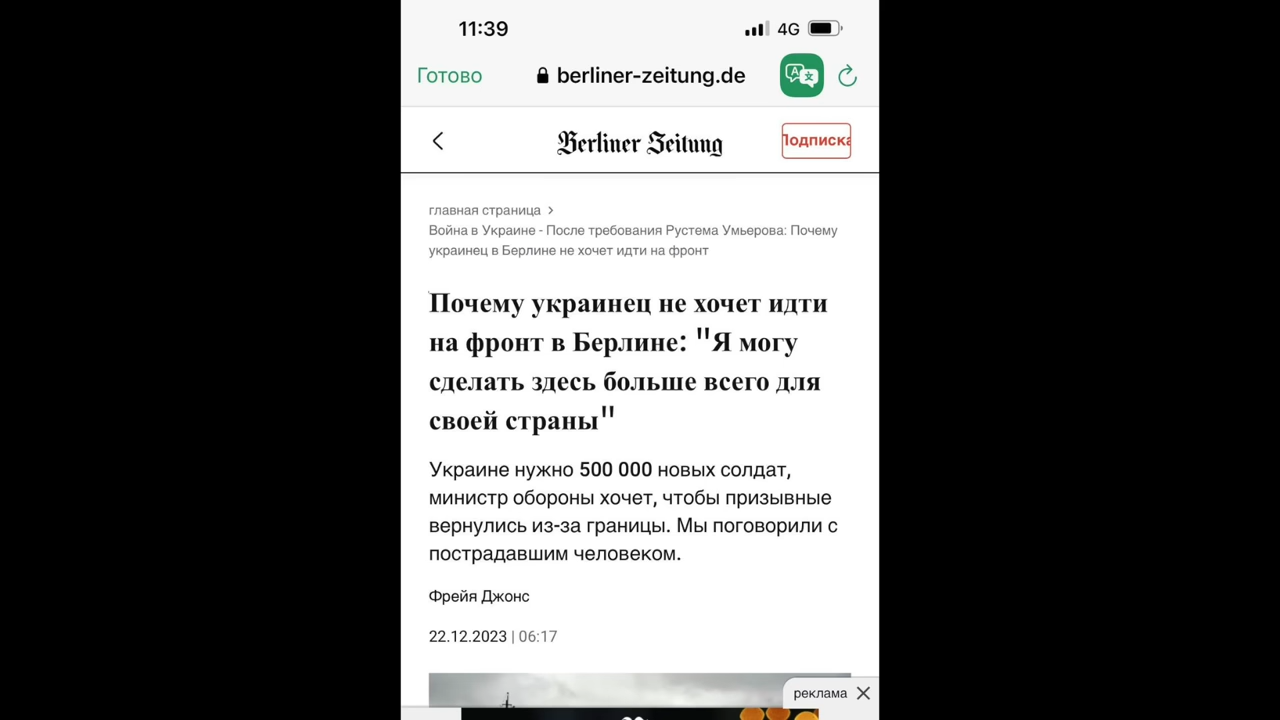 11:39
4G
Готово
berliner-zeitung.de
Berliner Zeitung
Подписка
главная страница
Война в Украине - После требования Рустема Умьерова: Почему
украинец в Берлине не хочет идти на фронт
Почему украинец не хочет идти
на фронт в Берлине: "Я могу
сделать здесь больше всего для
своей страны"
Украине нужно 500 000 новых солдат,
министр обороны хочет, чтобы призывные
вернулись из-за границы. Мы поговорили с
пострадавшим человеком.
Фрейя Джонс
22.12.2023 | 06:17
реклама